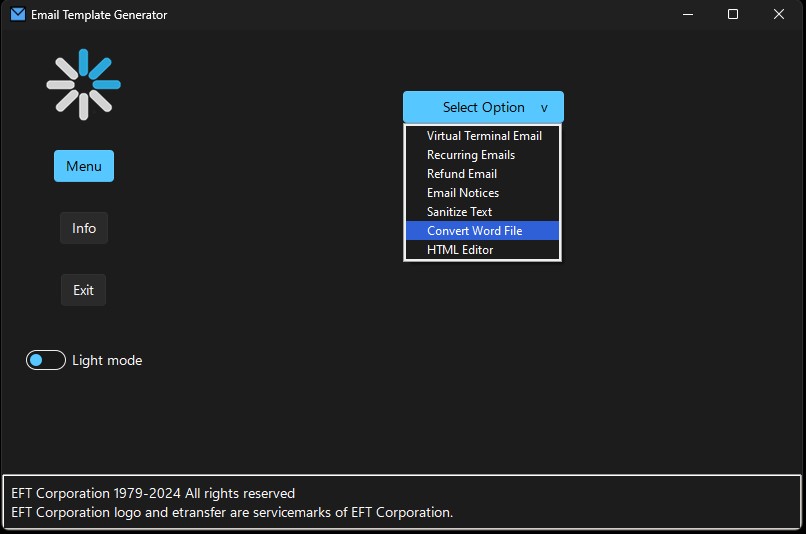 Email Template Generator
Select Option v
Virtual Terminal Email
Recurring Emails
Refund Email
Email Notices
Sanitize Text
Convert Word File
HTML Editor
Menu
Info
Exit
Light mode
EFT Corporation 1979-2024 All rights reserved
EFT Corporation logo and etransfer are servicemarks of EFT Corporation.